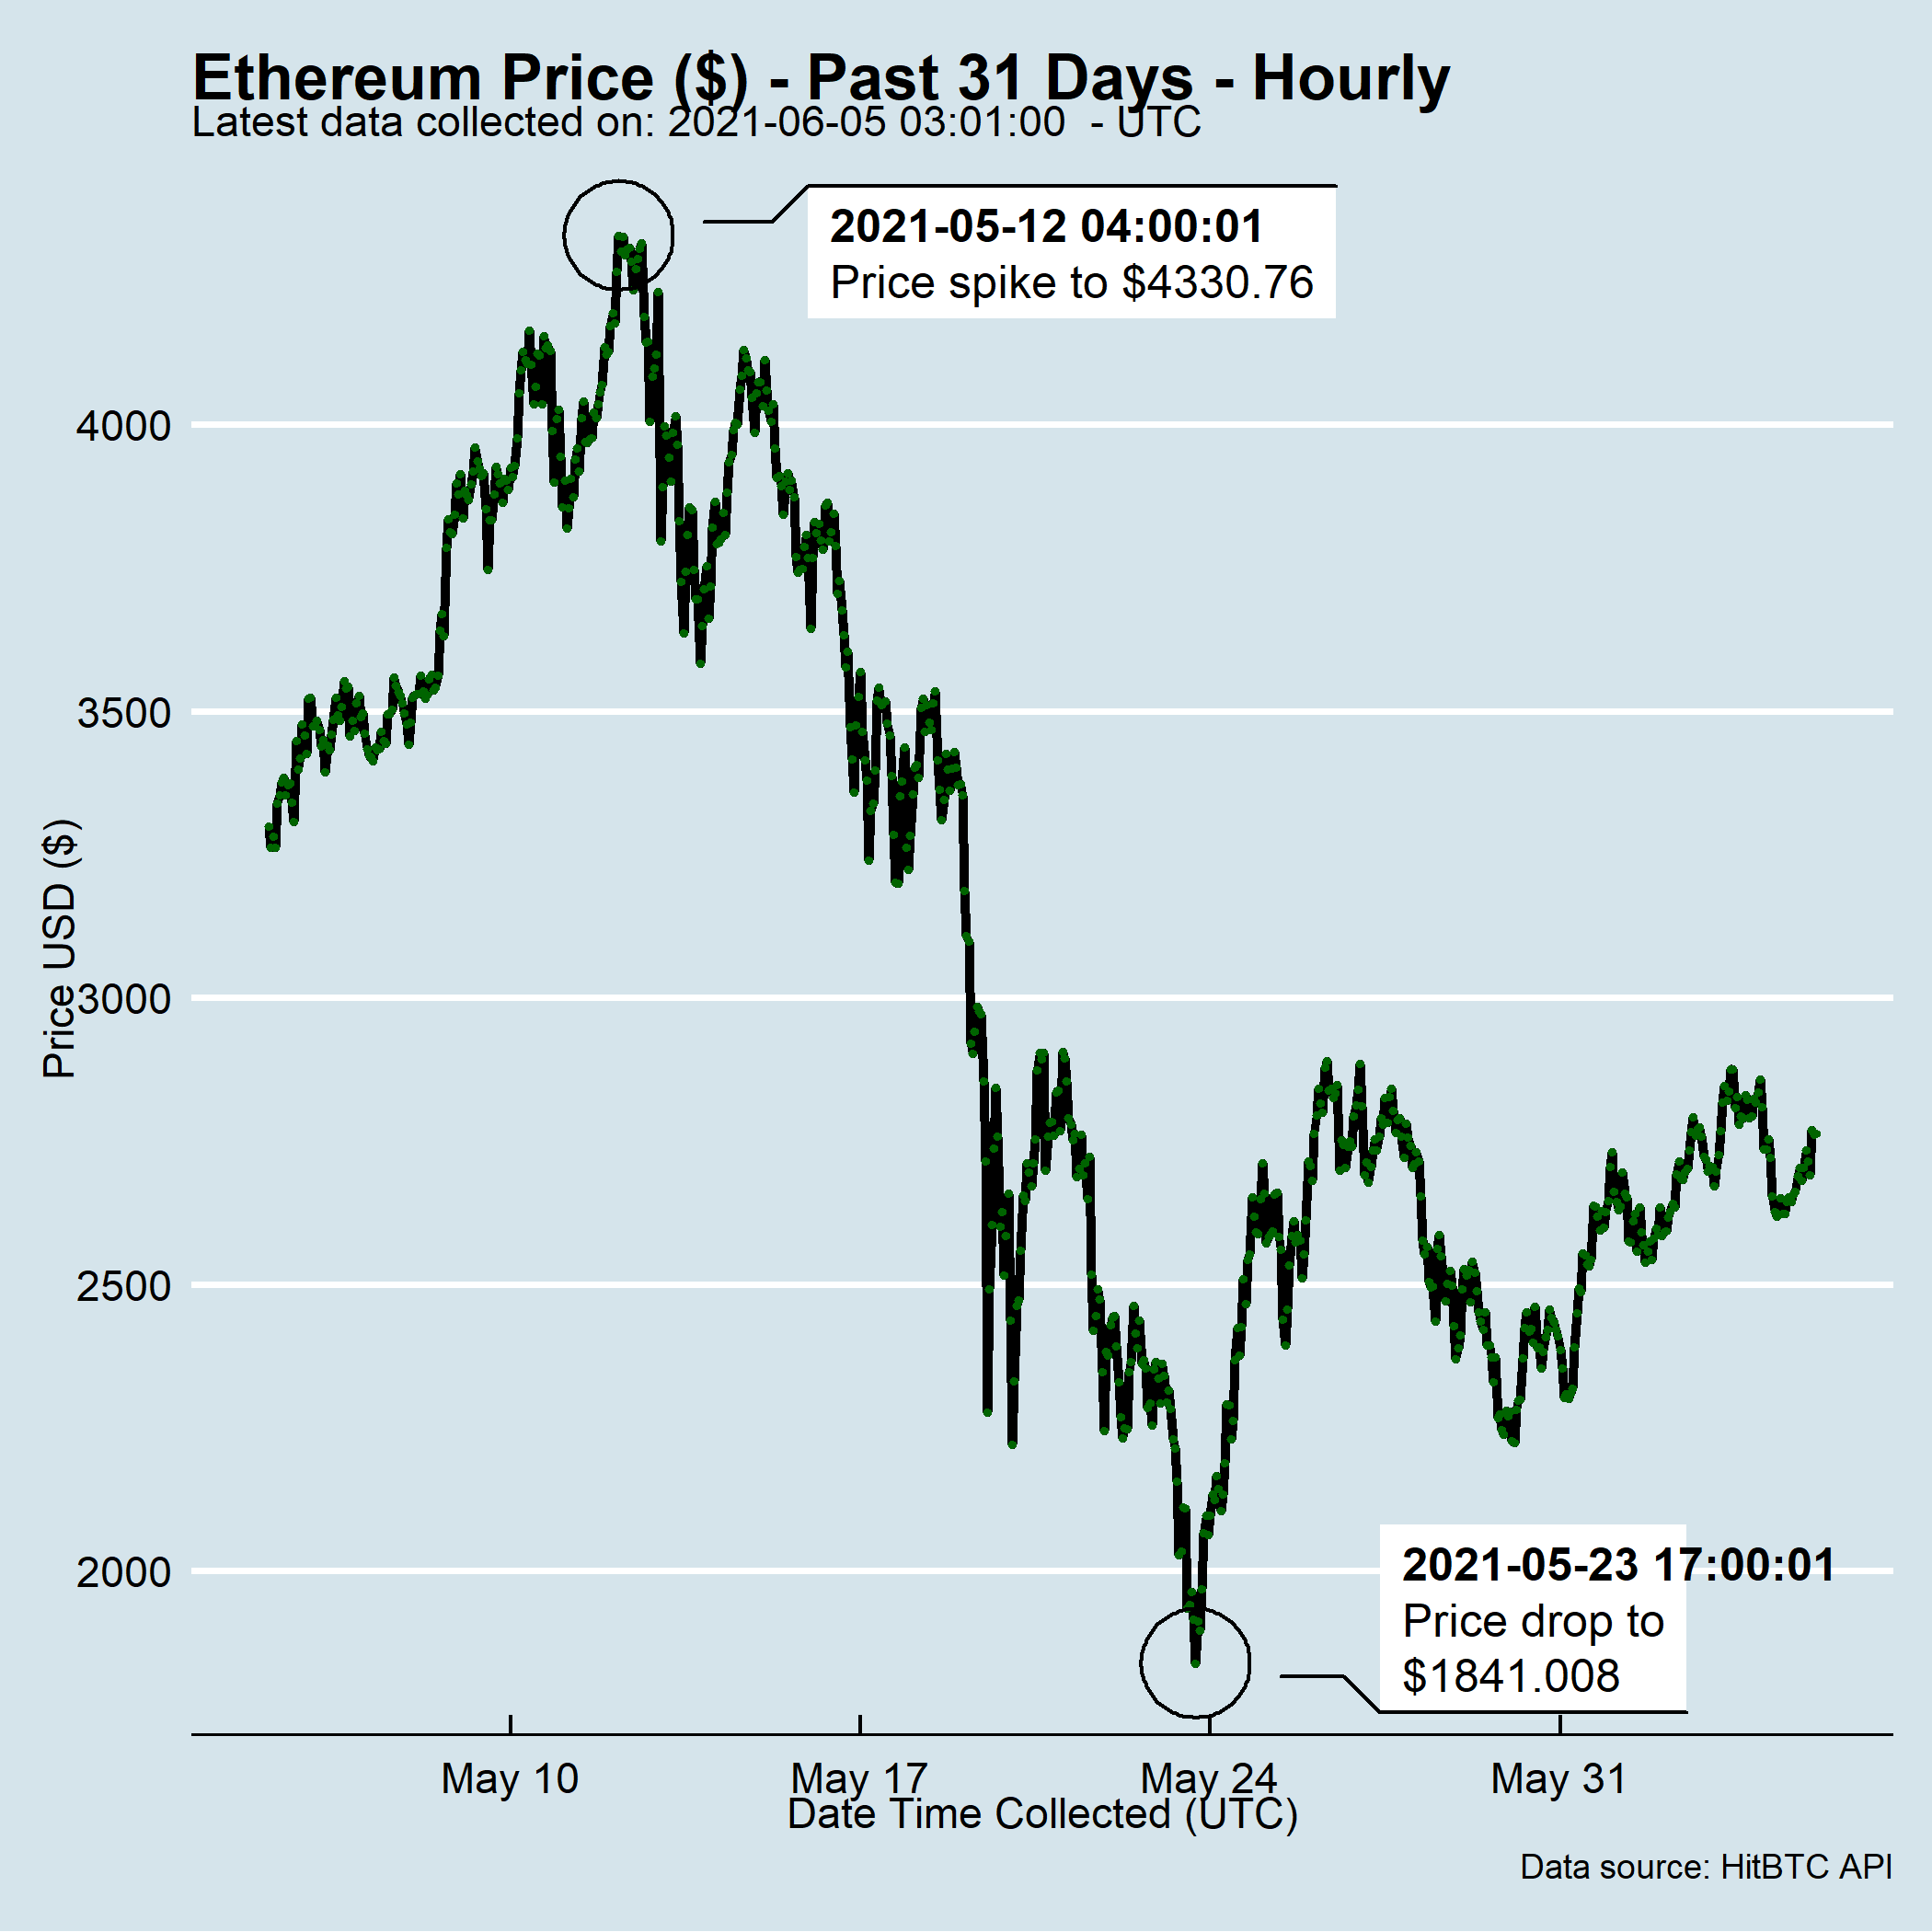 Ethereum Price ($) - Past 31 Days - Hourly
Latest data collected on: 2021-06-05 03:01:00  - UTC
2021-05-12 04:00:01
Price spike to $4330.76
4000
3500
3000
2500
2000
Price USD ($)
2021-05-23 17:00:01
Price drop to
$1841.008
May 10
May 17
May 24
May 31
Date Time Collected (UTC)
Data source: HitBTC API